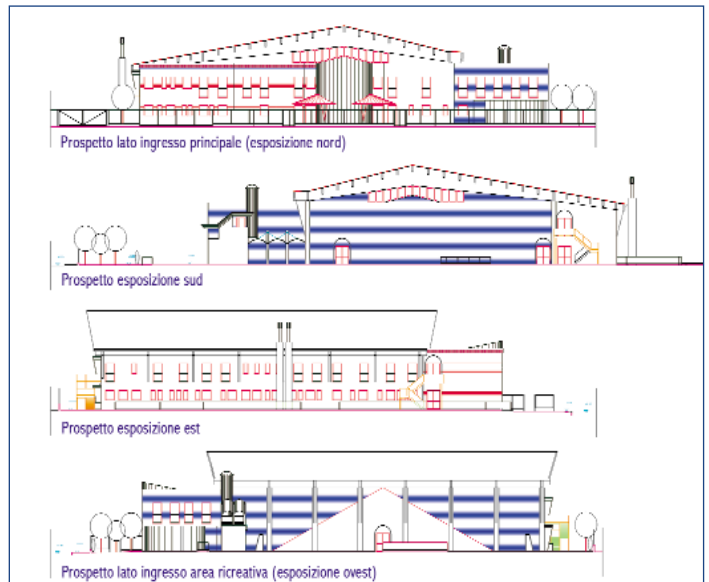 Prospetto lato ingresso principale (esposizione nord)
Prospetto esposizione sud
Prospetto esposizione est
Prospetto lato ingresso area ricreativa (esposizione ovest)